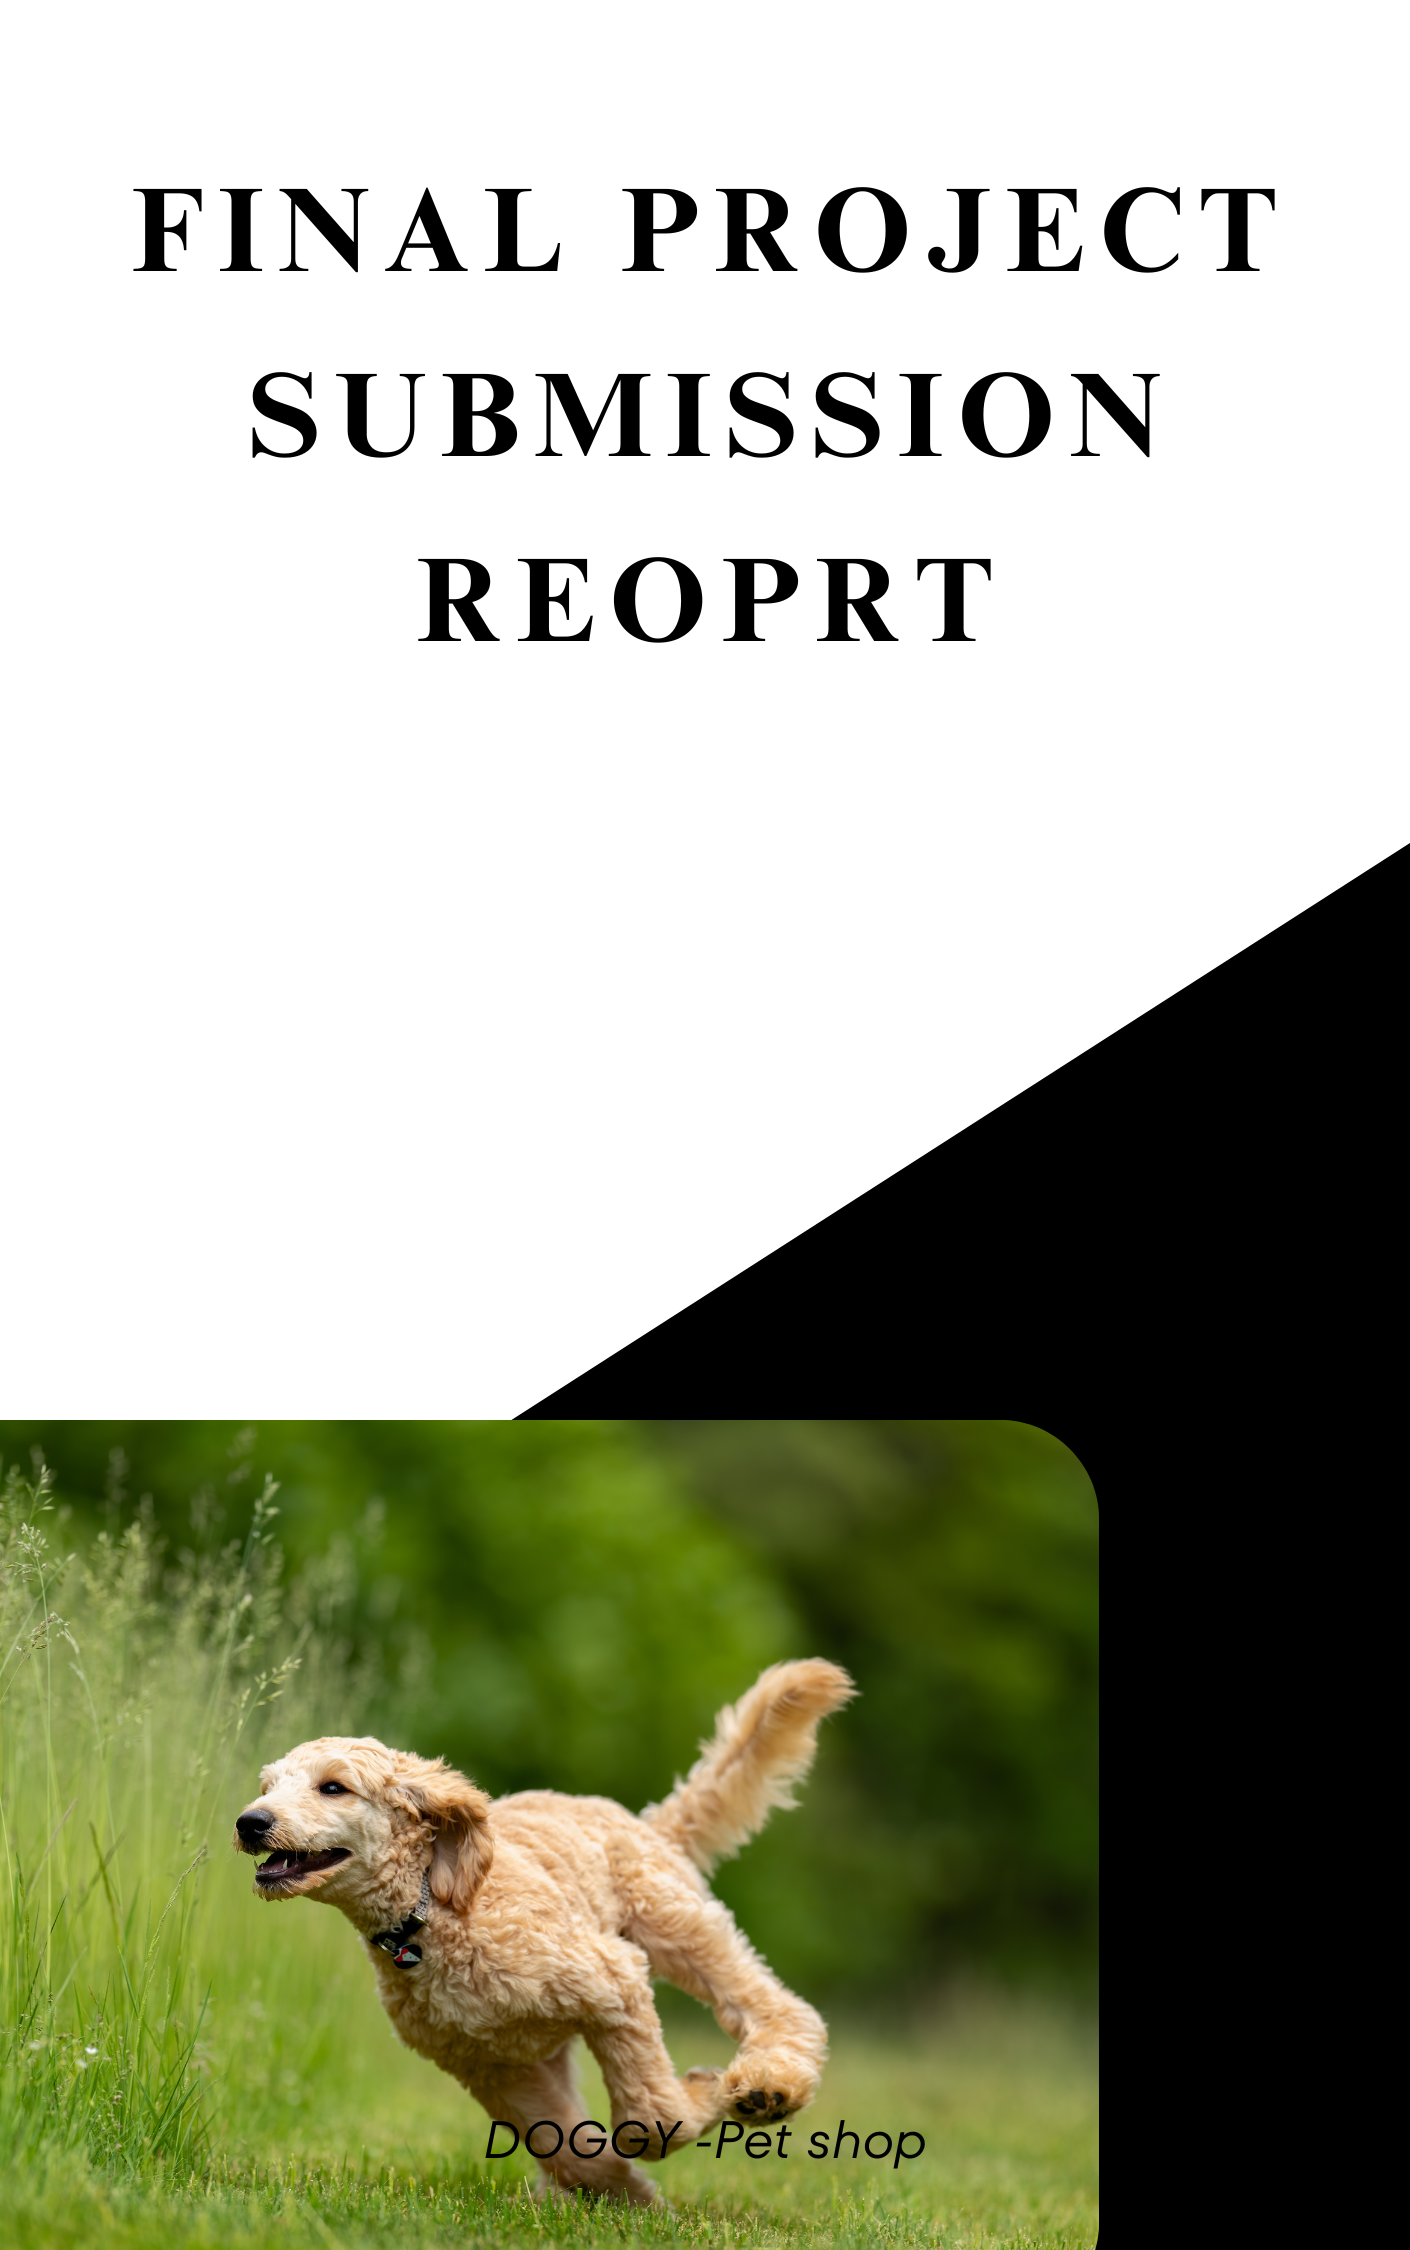 FINAL PROJECT
SUBMISSION
REOPRT
DOGGY -Pet shop